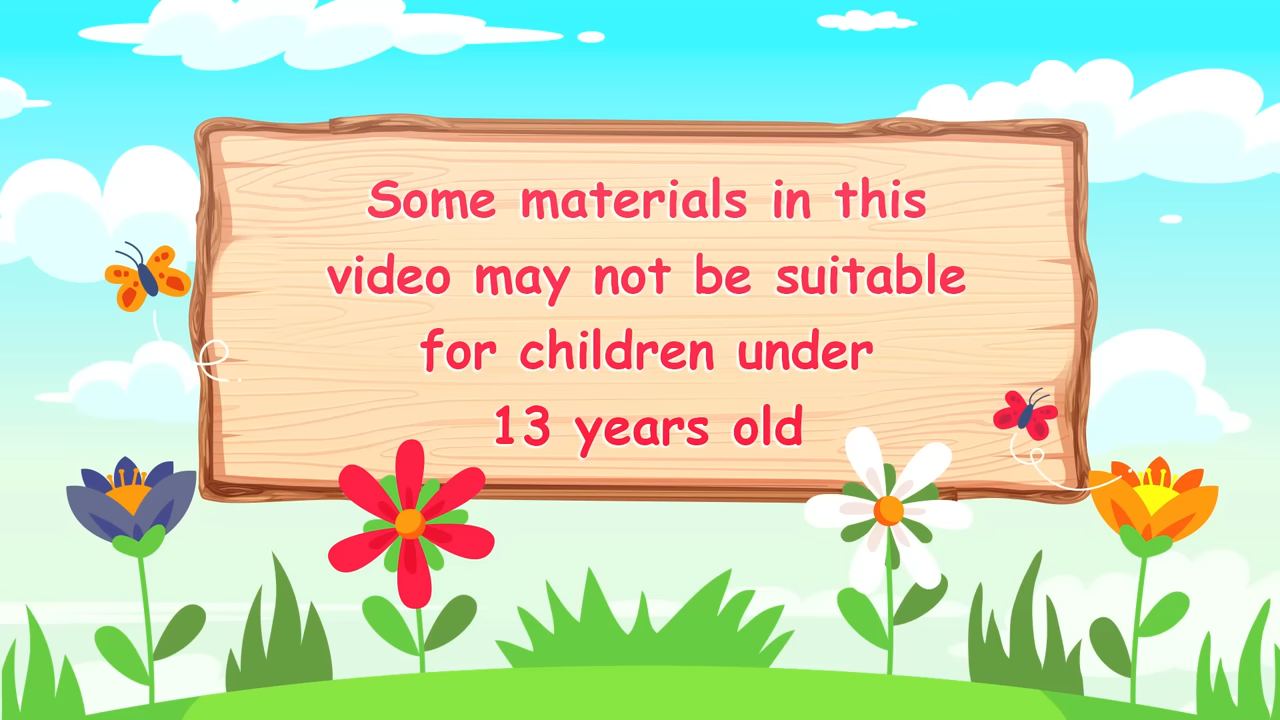 Some materials in this
video may not be suitable
for children under
13 years old